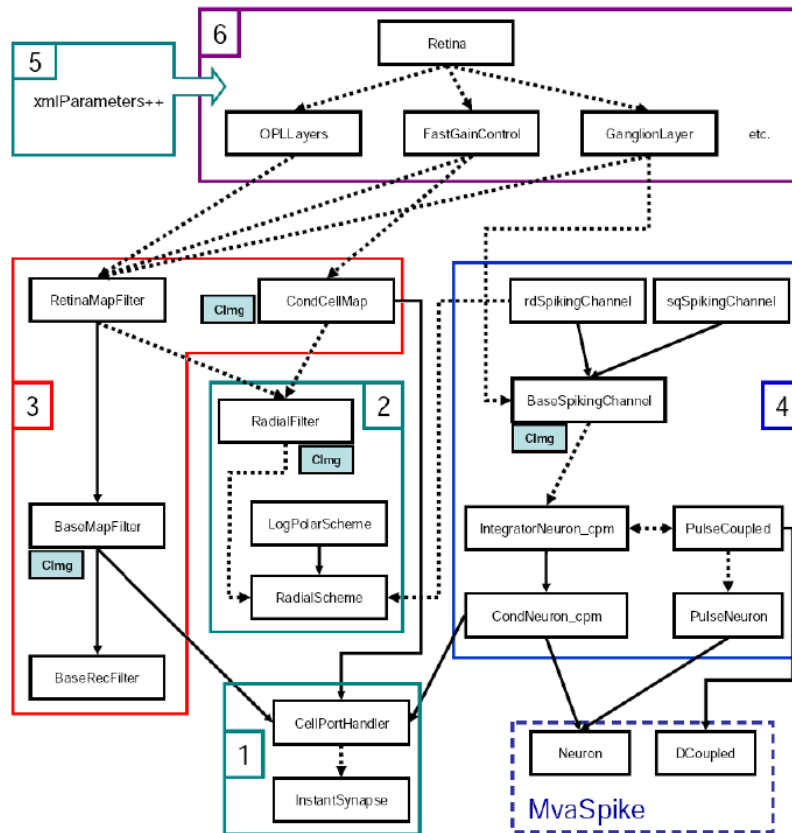 6
Retina
5
xmlParameters++
OPLLayers
FastGainControl
GanglionLayer
etc.
RetinaMapFilter
CImg
CondCellMap
rdSpikingChannel
sqSpikingChannel
3
2
RadialFilter
CImg
BaseSpikingChannel
CImg
4
BaseMapFilter
CImg
LogPolarScheme
IntegratorNeuron_cpm
PulseCoupled
RadialScheme
CondNeuron_cpm
PulseNeuron
BaseRecFilter
CellPortHandler
1
InstantSynapse
Neuron
DCoupled
MvaSpike